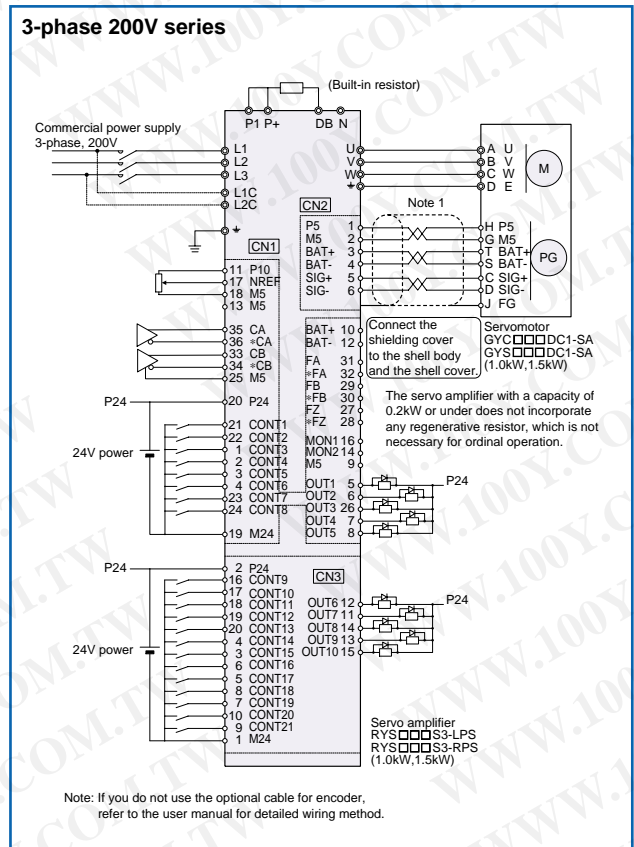 3-phase 200V series
(Built-in resistor)
P1 P+ DB N
Commercial power supply
3-phase, 200V
L1
L2
L3
L1C
L2C
U
V
W
A U
B V
C W
D E
M
CN2
Note 1
P5 1
M5 2
BAT+ 3
BAT- 4
SIG+ 5
SIG- 6
H P5
G M5
T BAT+
S BAT-
C SIG+
D SIG-
J FG
PG
CN1
11 P10
17 NREF
18 M5
13 M5
35 CA
36 *CA
33 CB
34 *CB
25 M5
P24
20 P24
21 CONT1
22 CONT2
1 CONT3
2 CONT4
3 CONT5
4 CONT6
23 CONT7
24 CONT8
19 M24
24V power
BAT+ 10
BAT- 12
FA 31
*FA 32
FB 29
*FB 30
FZ 27
*FZ 28
MON1 16
MON2 14
M5 9
OUT1 5
OUT2 6
OUT3 26
OUT4 7
OUT5 8
P24
Connect the
shielding cover
to the shell body
and the shell cover.
Servomotor
GYC□□□DC1-SA
GYS□□□DC1-SA
(1.0kW,1.5kW)
The servo amplifier with a capacity of
0.2kW or under does not incorporate
any regenerative resistor, which is not
necessary for ordinal operation.
P24
2 P24
16 CONT9
17 CONT10
18 CONT11
19 CONT12
20 CONT13
4 CONT14
3 CONT15
6 CONT16
5 CONT17
8 CONT18
7 CONT19
10 CONT20
9 CONT21
1 M24
24V power
CN3
OUT6 12
OUT7 11
OUT8 14
OUT9 13
OUT10 15
P24
Servo amplifier
RYS□□□S3-LPS
RYS□□□S3-RPS
(1.0kW,1.5kW)
Note: If you do not use the optional cable for encoder,
refer to the user manual for detailed wiring method.
WWW.100Y.COM.TW